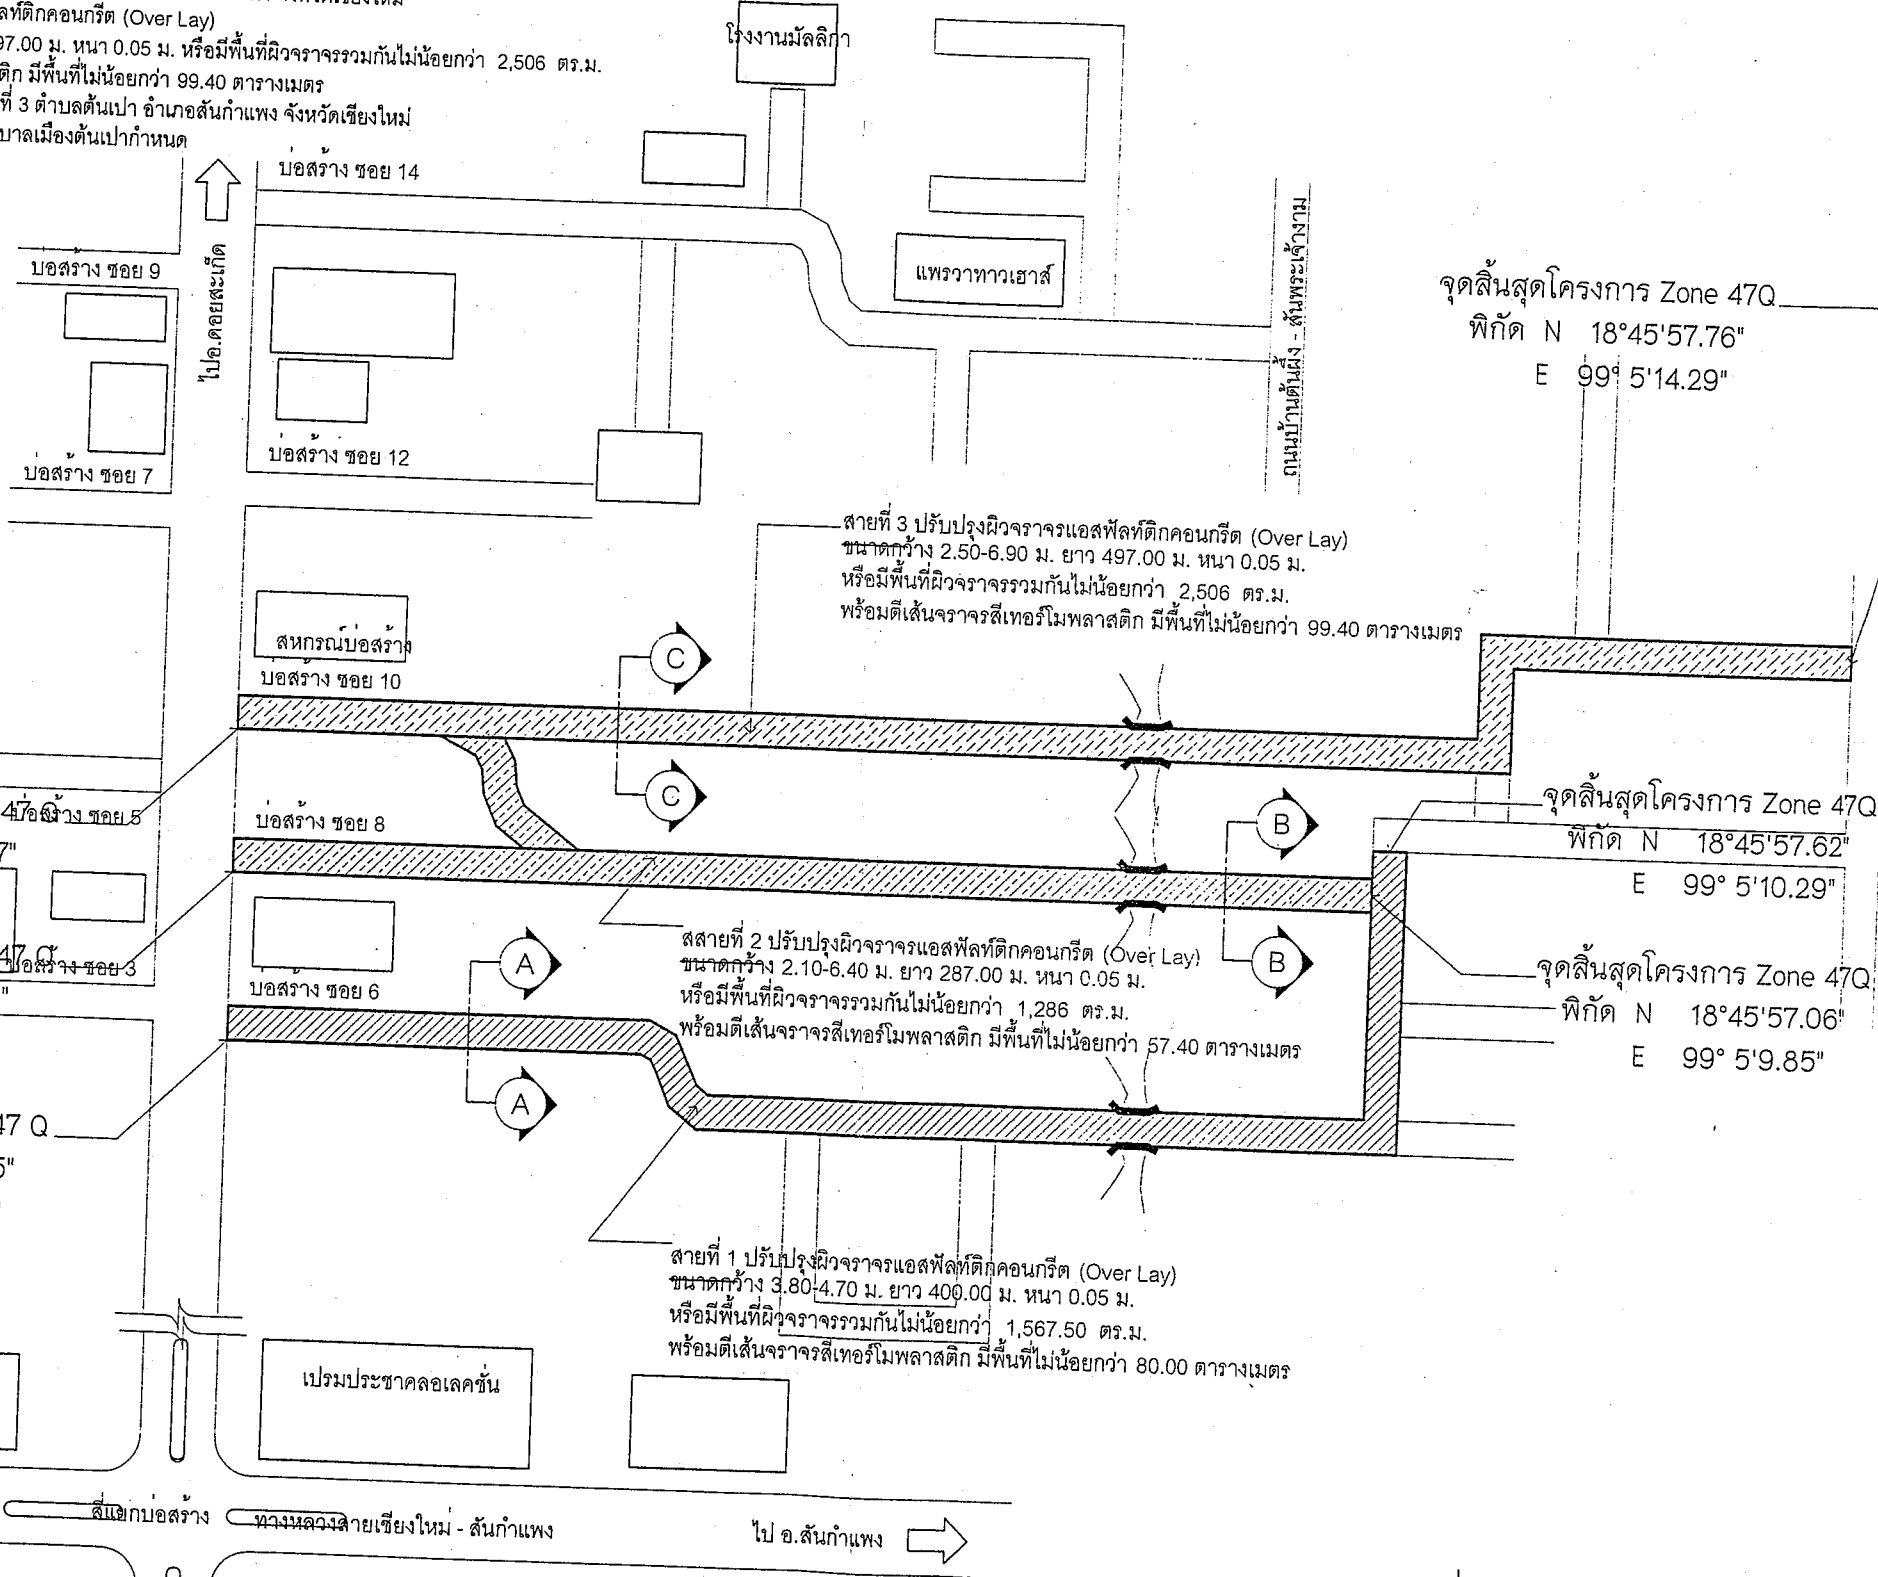 ลท์ติกคอนกรีต (Over Lay)
97.00 ม. หนา 0.05 ม. หรือมีพื้นที่ผิวจราจรรวมกันไม่น้อยกว่า 2,506 ตร.ม.
ติก มีพื้นที่ไม่น้อยกว่า 99.40 ตารางเมตร
ที่ 3 ตำบลต้นเปา อำเภอสันกำแพง จังหวัดเชียงใหม่
บาลเมืองต้นเปากำหนด
โรงงานมัลลิกา
บ่อสร้าง ซอย 14
บ่อสร้าง ซอย 9
ไปอ.ดอยสะเก็ด
แพรวาทาวเฮาส์
ถนนบ้านต้นผึ้ง - สันพระเจ้างาม
จุดสิ้นสุดโครงการ Zone 47Q
พิกัด N 18°45'57.76"
E 99° 5'14.29"
บ่อสร้าง ซอย 12
บ่อสร้าง ซอย 7
สายที่ 3 ปรับปรุงผิวจราจรแอสฟัลท์ติกคอนกรีต (Over Lay)
ขนาดกว้าง 2.50-6.90 ม. ยาว 497.00 ม. หนา 0.05 ม.
หรือมีพื้นที่ผิวจราจรรวมกันไม่น้อยกว่า 2,506 ตร.ม.
พร้อมตีเส้นจราจรสีเทอร์โมพลาสติก มีพื้นที่ไม่น้อยกว่า 99.40 ตารางเมตร
สหกรณ์บ่อสร้าง
บ่อสร้าง ซอย 10
C
C
47 Q
บ่อสร้าง ซอย 5
7"
บ่อสร้าง ซอย 8
B
จุดสิ้นสุดโครงการ Zone 47Q
พิกัด N 18°45'57.62"
E 99° 5'10.29"
47 Q
บ่อสร้าง ซอย 3
"
บ่อสร้าง ซอย 6
A
B
สสายที่ 2 ปรับปรุงผิวจราจรแอสฟัลท์ติกคอนกรีต (Over Lay)
ขนาดกว้าง 2.10-6.40 ม. ยาว 287.00 ม. หนา 0.05 ม.
หรือมีพื้นที่ผิวจราจรรวมกันไม่น้อยกว่า 1,286 ตร.ม.
พร้อมตีเส้นจราจรสีเทอร์โมพลาสติก มีพื้นที่ไม่น้อยกว่า 57.40 ตารางเมตร
จุดสิ้นสุดโครงการ Zone 47Q
พิกัด N 18°45'57.06"
E 99° 5'9.85"
A
47 Q
5"
สายที่ 1 ปรับปรุงผิวจราจรแอสฟัลท์ติกคอนกรีต (Over Lay)
ขนาดกว้าง 3.80-4.70 ม. ยาว 400.00 ม. หนา 0.05 ม.
หรือมีพื้นที่ผิวจราจรรวมกันไม่น้อยกว่า 1,567.50 ตร.ม.
พร้อมตีเส้นจราจรสีเทอร์โมพลาสติก มีพื้นที่ไม่น้อยกว่า 80.00 ตารางเมตร
เปรมประชาคลอเลคชั่น
สี่แยกบ่อสร้าง
ทางหลวงสายเชียงใหม่ - สันกำแพง
ไป อ.สันกำแพง